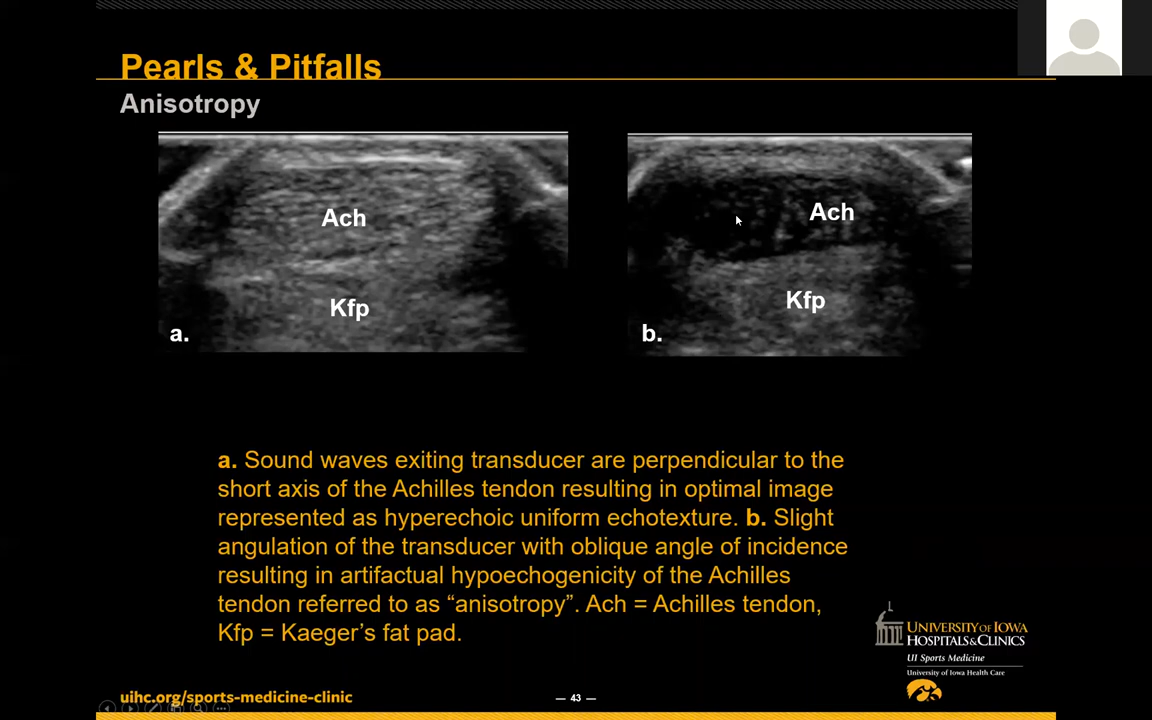 Pearls & Pitfalls
Anisotropy
Ach
Kfp
a.
Ach
Kfp
b.
a. Sound waves exiting transducer are perpendicular to the
short axis of the Achilles tendon resulting in optimal image
represented as hyperechoic uniform echotexture. b. Slight
angulation of the transducer with oblique angle of incidence
resulting in artifactual hypoechogenicity of the Achilles
tendon referred to as “anisotropy”. Ach = Achilles tendon,
Kfp = Kaeger’s fat pad.
UNIVERSITY OF IOWA
HOSPITALS & CLINICS
UI Sports Medicine
University of Iowa Health Care
uihc.org/sports-medicine-clinic
— 43 —